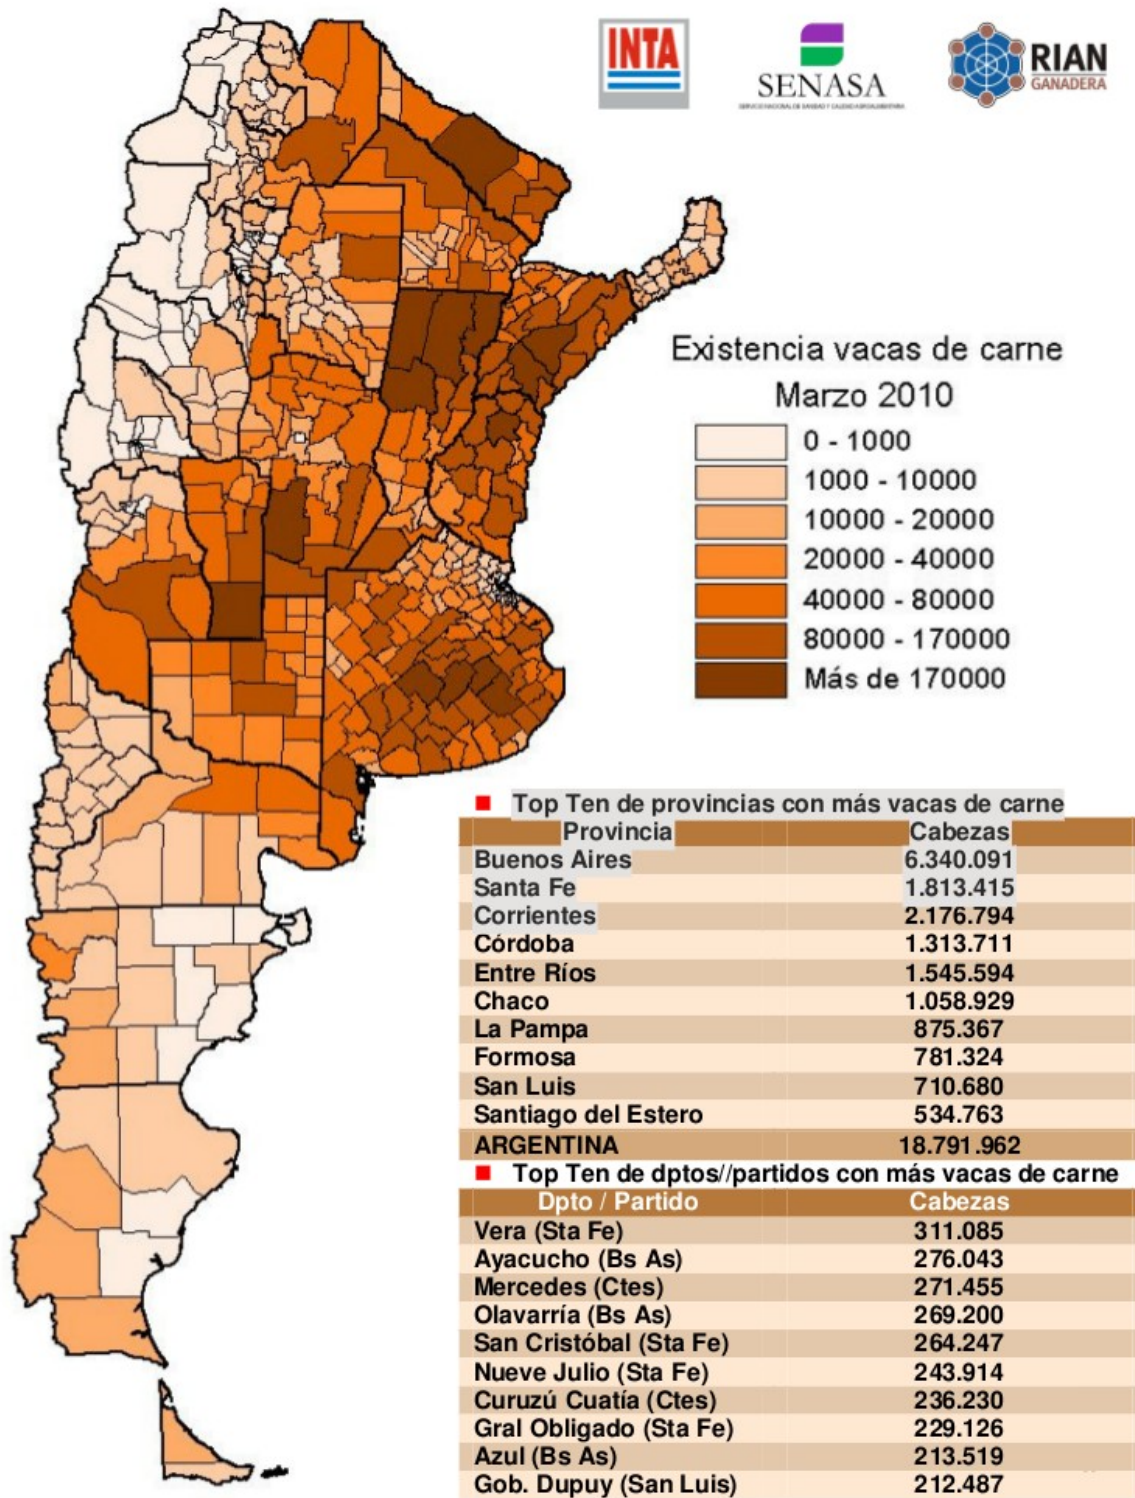 INTA
SENASA
SERVICIO NACIONAL DE SANIDAD Y CALIDAD AGROALIMENTARIA
RIAN
GANADERA
Existencia vacas de carne
Marzo 2010
0 - 1000
1000 - 10000
10000 - 20000
20000 - 40000
40000 - 80000
80000 - 170000
Más de 170000
Top Ten de provincias con más vacas de carne
Provincia Cabezas
Buenos Aires 6.340.091
Santa Fe 1.813.415
Corrientes 2.176.794
Córdoba 1.313.711
Entre Ríos 1.545.594
Chaco 1.058.929
La Pampa 875.367
Formosa 781.324
San Luis 710.680
Santiago del Estero 534.763
ARGENTINA 18.791.962
Top Ten de dptos//partidos con más vacas de carne
Dpto / Partido Cabezas
Vera (Sta Fe) 311.085
Ayacucho (Bs As) 276.043
Mercedes (Ctes) 271.455
Olavarría (Bs As) 269.200
San Cristóbal (Sta Fe) 264.247
Nueve Julio (Sta Fe) 243.914
Curuzú Cuatía (Ctes) 236.230
Gral Obligado (Sta Fe) 229.126
Azul (Bs As) 213.519
Gob. Dupuy (San Luis) 212.487